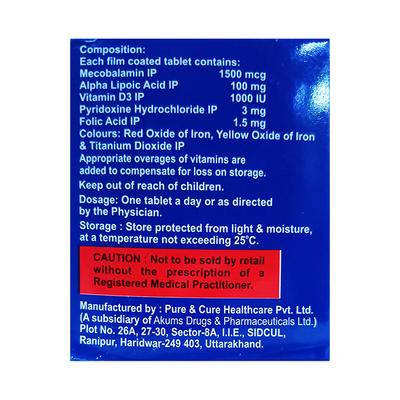 Composition:
Each film coated tablet contains:
Mecobalamin IP 1500 mcg
Alpha Lipoic Acid IP 100 mg
Vitamin D3 IP 1000 IU
Pyridoxine Hydrochloride IP 3 mg
Folic Acid IP 1.5 mg
Colours: Red Oxide of Iron, Yellow Oxide of Iron
& Titanium Dioxide IP
Appropriate overages of vitamins are
added to compensate for loss on storage.
Keep out of reach of children.
Dosage: One tablet a day or as directed
by the Physician.
Storage : Store protected from light & moisture,
at a temperature not exceeding 25°C.
CAUTION : Not to be sold by retail
without the prescription of a
Registered Medical Practitioner.
Manufactured by : Pure & Cure Healthcare Pvt. Ltd.
(A subsidiary of Akums Drugs & Pharmaceuticals Ltd.)
Plot No. 26A, 27-30, Sector-8A, I.I.E., SIDCUL,
Ranipur, Haridwar-249 403, Uttarakhand.